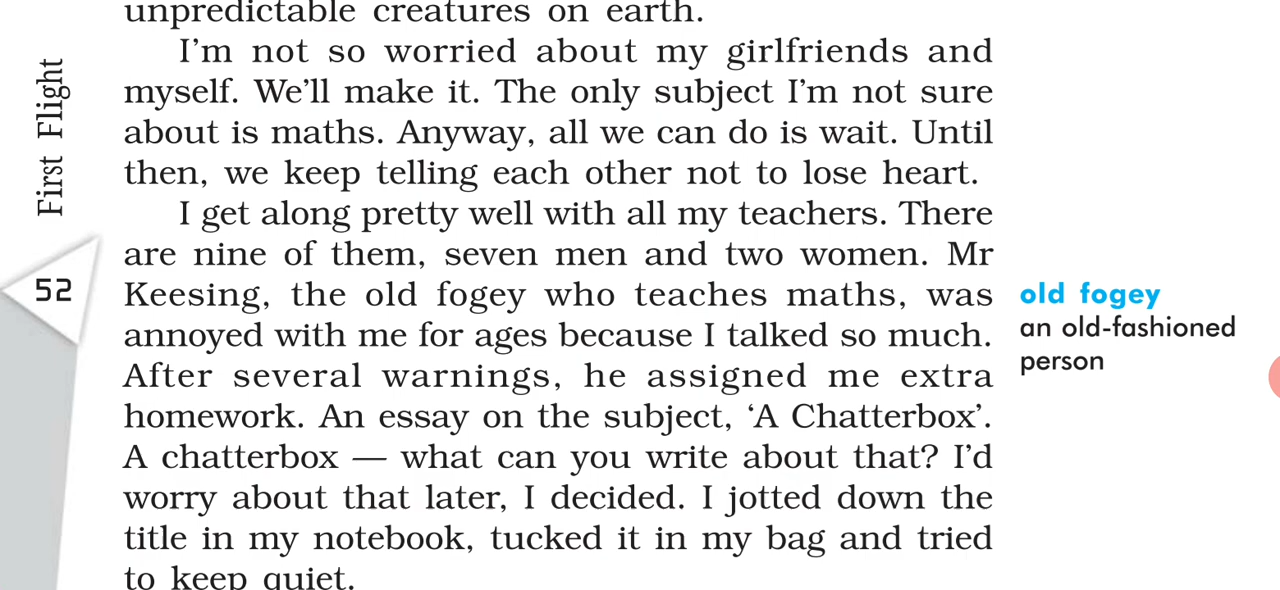 unpredictable creatures on earth.
I'm not so worried about my girlfriends and
myself. We'll make it. The only subject I'm not sure
about is maths. Anyway, all we can do is wait. Until
then, we keep telling each other not to lose heart.
I get along pretty well with all my teachers. There
are nine of them, seven men and two women. Mr
Keesing, the old fogey who teaches maths, was
annoyed with me for ages because I talked so much.
After several warnings, he assigned me extra
homework. An essay on the subject, ‘A Chatterbox’.
A chatterbox — what can you write about that? I'd
worry about that later, I decided. I jotted down the
title in my notebook, tucked it in my bag and tried
to keep quiet.
old fogey
an old-fashioned
person
First Flight
52